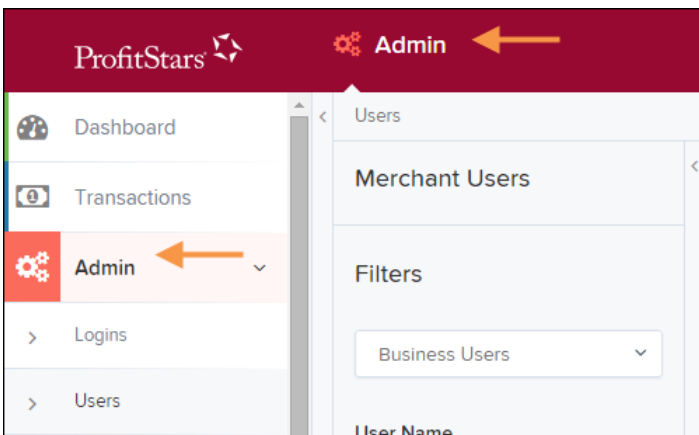 ProfitStars
Admin
Dashboard
Transactions
Admin
Logins
Users
Users
Merchant Users
Filters
Business Users
User Name